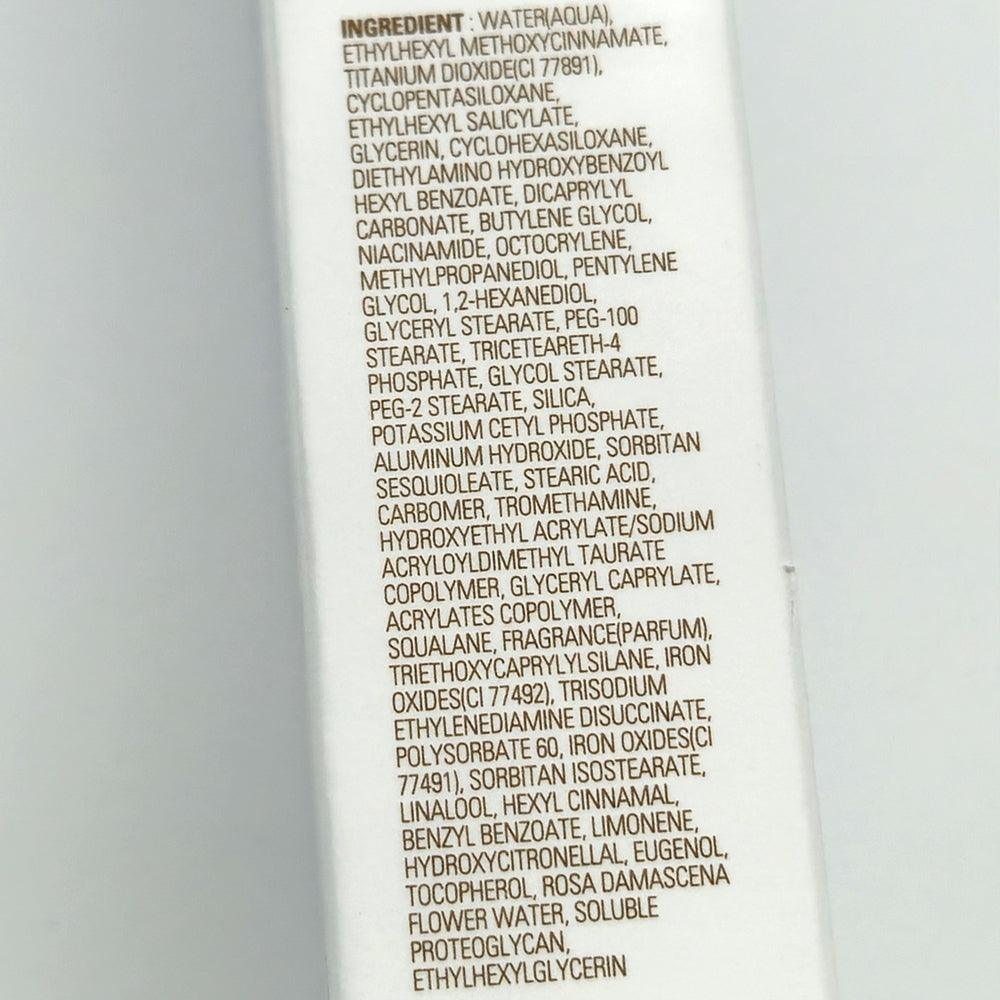 INGREDIENT : WATER(AQUA),
ETHYLHEXYL METHOXYCINNAMATE,
TITANIUM DIOXIDE(CI 77891),
CYCLOPENTASILOXANE,
ETHYLHEXYL SALICYLATE,
GLYCERIN, CYCLOHEXASILOXANE,
DIETHYLAMINO HYDROXYBENZOYL
HEXYL BENZOATE, DICAPRYLYL
CARBONATE, BUTYLENE GLYCOL,
NIACINAMIDE, OCTOCRYLENE,
METHYLPROPANEDIOL, PENTYLENE
GLYCOL, 1,2-HEXANEDIOL,
GLYCERYL STEARATE, PEG-100
STEARATE, TRICETEARETH-4
PHOSPHATE, GLYCOL STEARATE,
PEG-2 STEARATE, SILICA,
POTASSIUM CETYL PHOSPHATE,
ALUMINUM HYDROXIDE, SORBITAN
SESQUIOLEATE, STEARIC ACID,
CARBOMER, TROMETHAMINE,
HYDROXYETHYL ACRYLATE/SODIUM
ACRYLOYLDIMETHYL TAURATE
COPOLYMER, GLYCERYL CAPRYLATE,
ACRYLATES COPOLYMER,
SQUALANE, FRAGRANCE(PARFUM),
TRIETHOXYCAPRYLYLSILANE, IRON
OXIDES(CI 77492), TRISODIUM
ETHYLENEDIAMINE DISUCCINATE,
POLYSORBATE 60, IRON OXIDES(CI
77491), SORBITAN ISOSTEARATE,
LINALOOL, HEXYL CINNAMAL,
BENZYL BENZOATE, LIMONENE,
HYDROXYCITRONELLAL, EUGENOL,
TOCOPHEROL, ROSA DAMASCENA
FLOWER WATER, SOLUBLE
PROTEOGLYCAN,
ETHYLHEXYLGLYCERIN